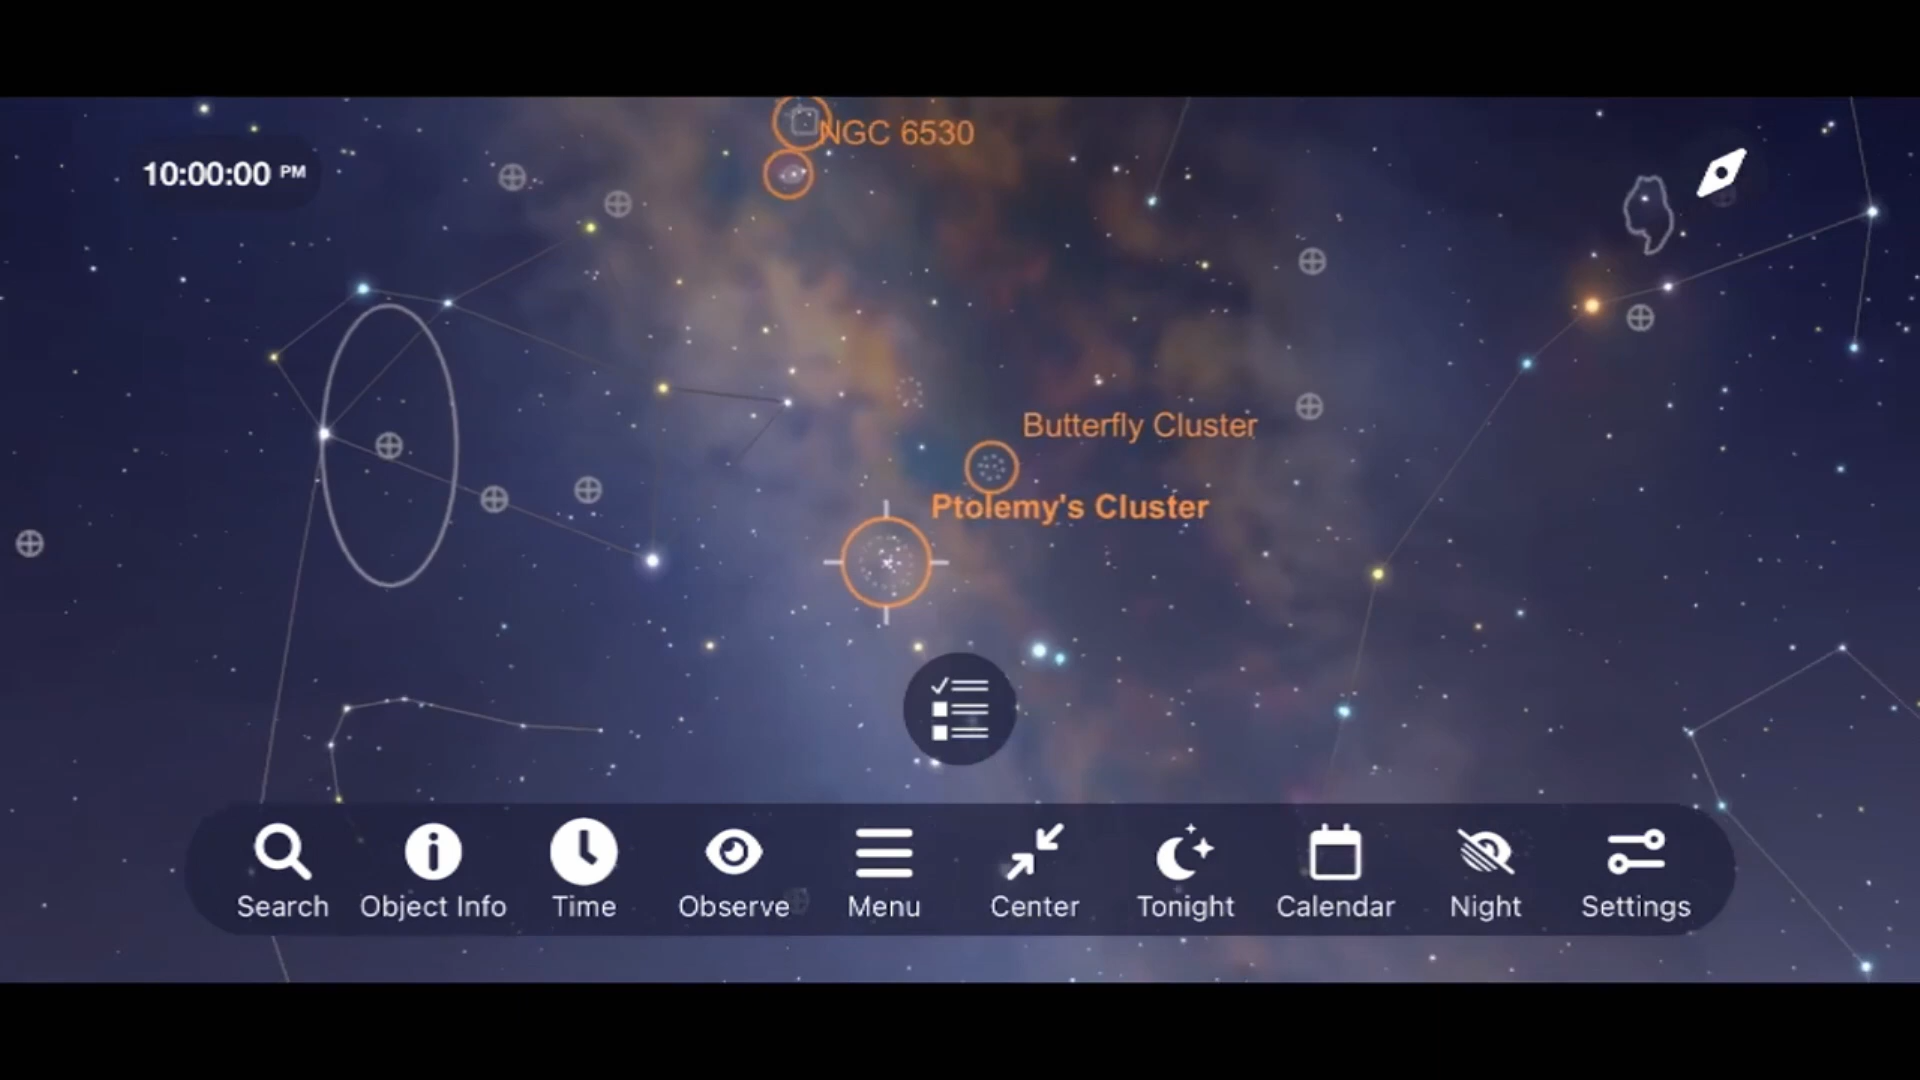 NGC 6530
10:00:00 PM
Butterfly Cluster
Ptolemy's Cluster
Search
Object Info
Time
Observe
Menu
Center
Tonight
Calendar
Night
Settings